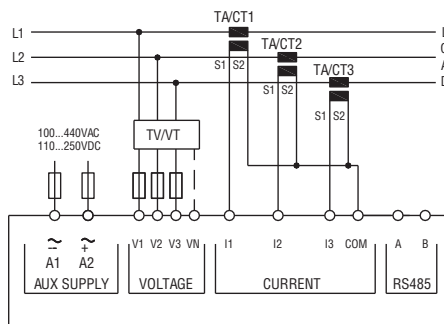 TA/CT1
L1
L
TA/CT2
L2
O
S1 S2
TA/CT3
A
L3
S1 S2
D
S1 S2
100...440VAC
110...250VDC
TV/VT
~ ~
- +
A1 A2
V1 V2 V3 VN
I1 I2 I3 COM
A B
AUX SUPPLY
VOLTAGE
CURRENT
RS485